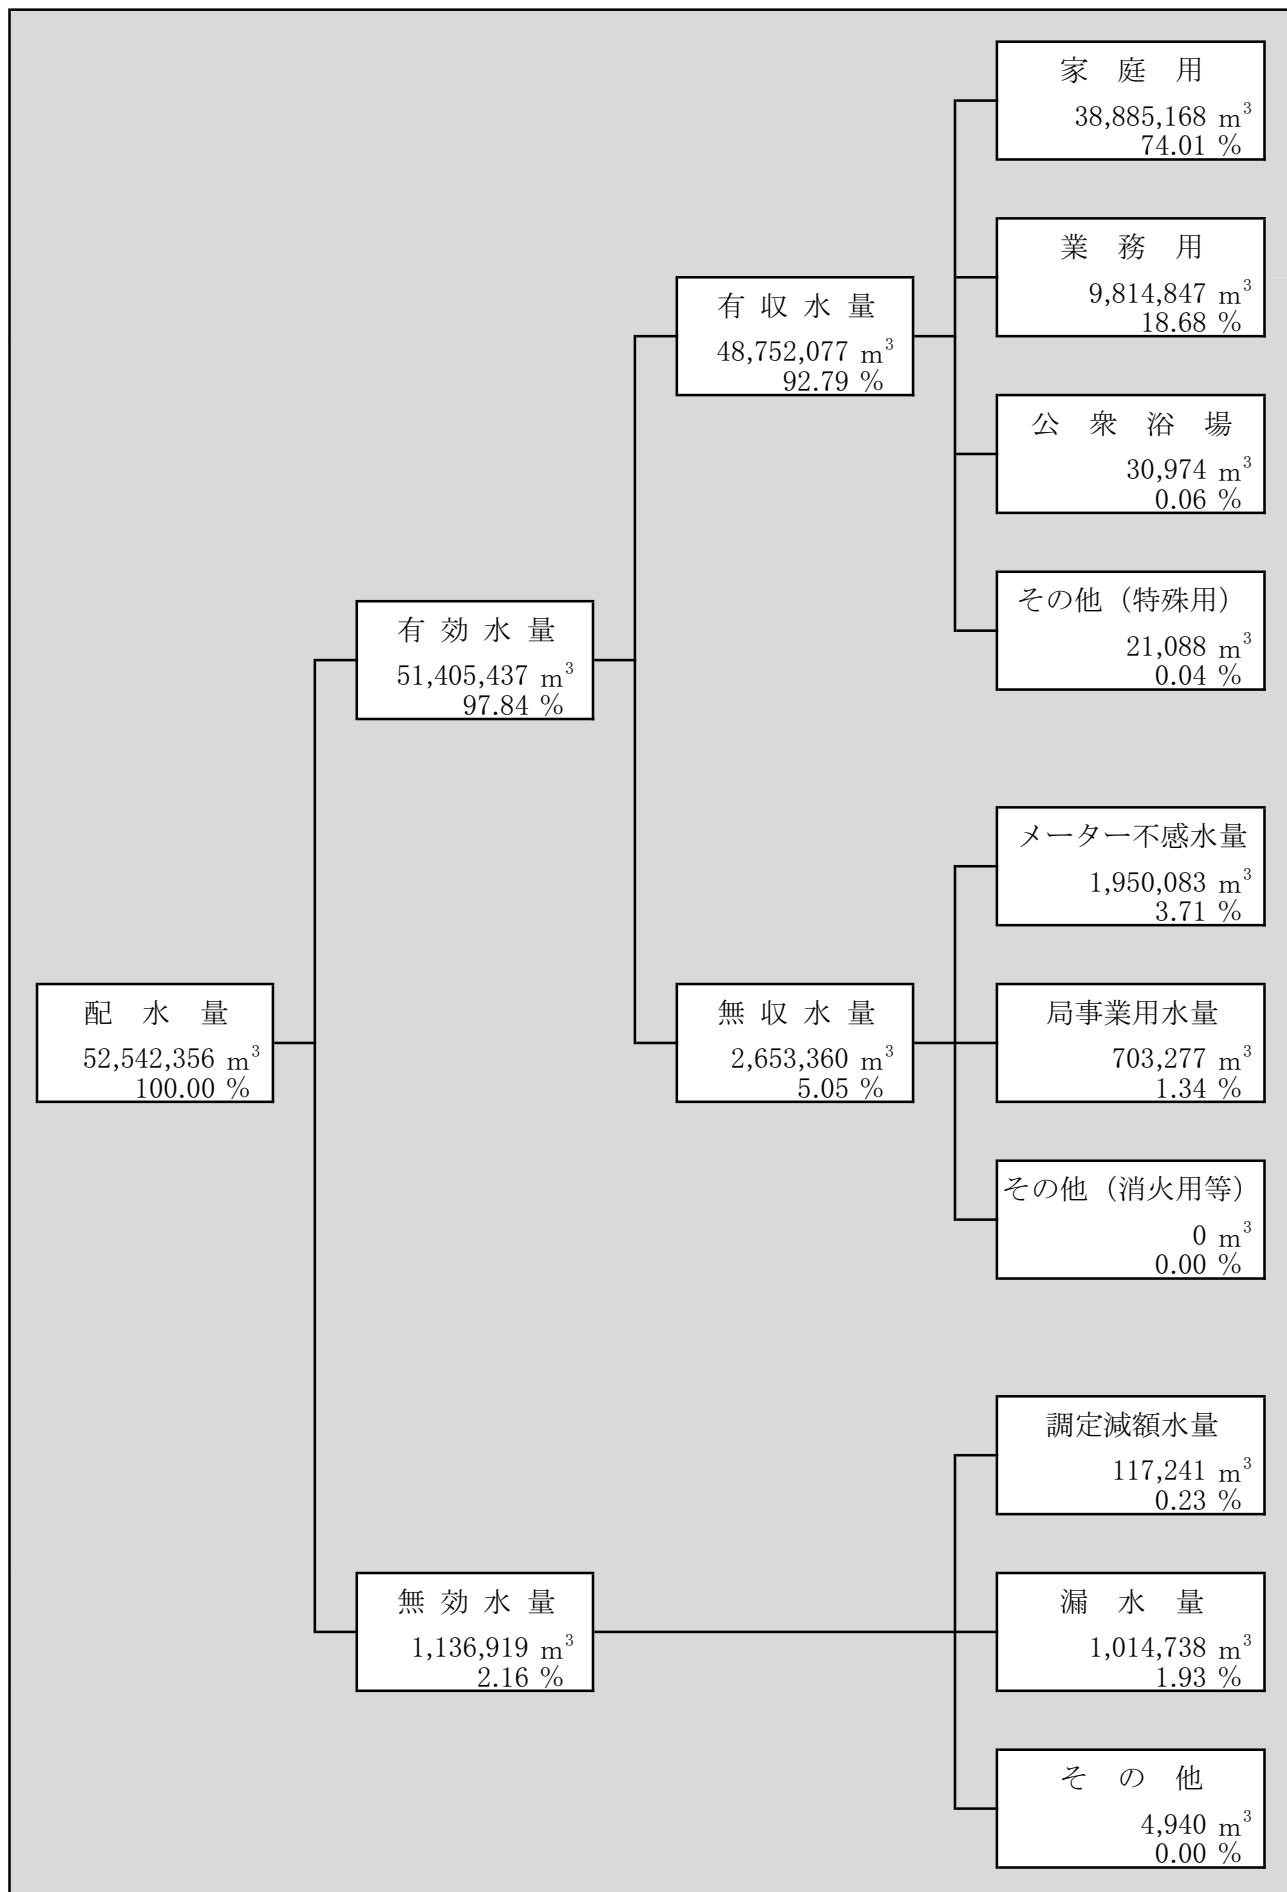 家 庭 用
38,885,168 m³
74.01 %
業 務 用
9,814,847 m³
18.68 %
有 収 水 量
48,752,077 m³
92.79 %
公 衆 浴 場
30,974 m³
0.06 %
その他（特殊用）
21,088 m³
0.04 %
有 効 水 量
51,405,437 m³
97.84 %
メーター不感水量
1,950,083 m³
3.71 %
配 水 量
52,542,356 m³
100.00 %
無 収 水 量
2,653,360 m³
5.05 %
局事業用水量
703,277 m³
1.34 %
その他（消火用等）
0 m³
0.00 %
調定減額水量
117,241 m³
0.23 %
無 効 水 量
1,136,919 m³
2.16 %
漏 水 量
1,014,738 m³
1.93 %
そ の 他
4,940 m³
0.00 %